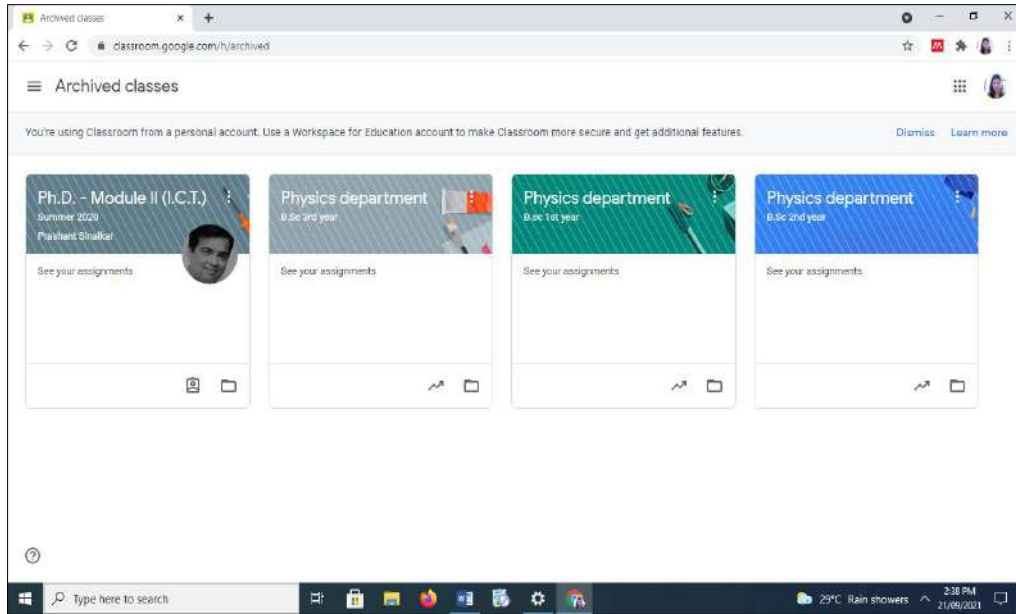 Archived classes
classroom.google.com/h/archived
Archived classes
You're using Classroom from a personal account. Use a Workspace for Education account to make Classroom more secure and get additional features.
Dismiss Learn more
Ph.D. - Module II (I.C.T.)
Summer 2020
Prashant Sinalkar
See your assignments
Physics department
B.Sc 3rd year
See your assignments
Physics department
B.sc 1st year
See your assignments
Physics department
B.Sc 2nd year
See your assignments
Type here to search
29°C Rain showers
2:38 PM
21/09/2021